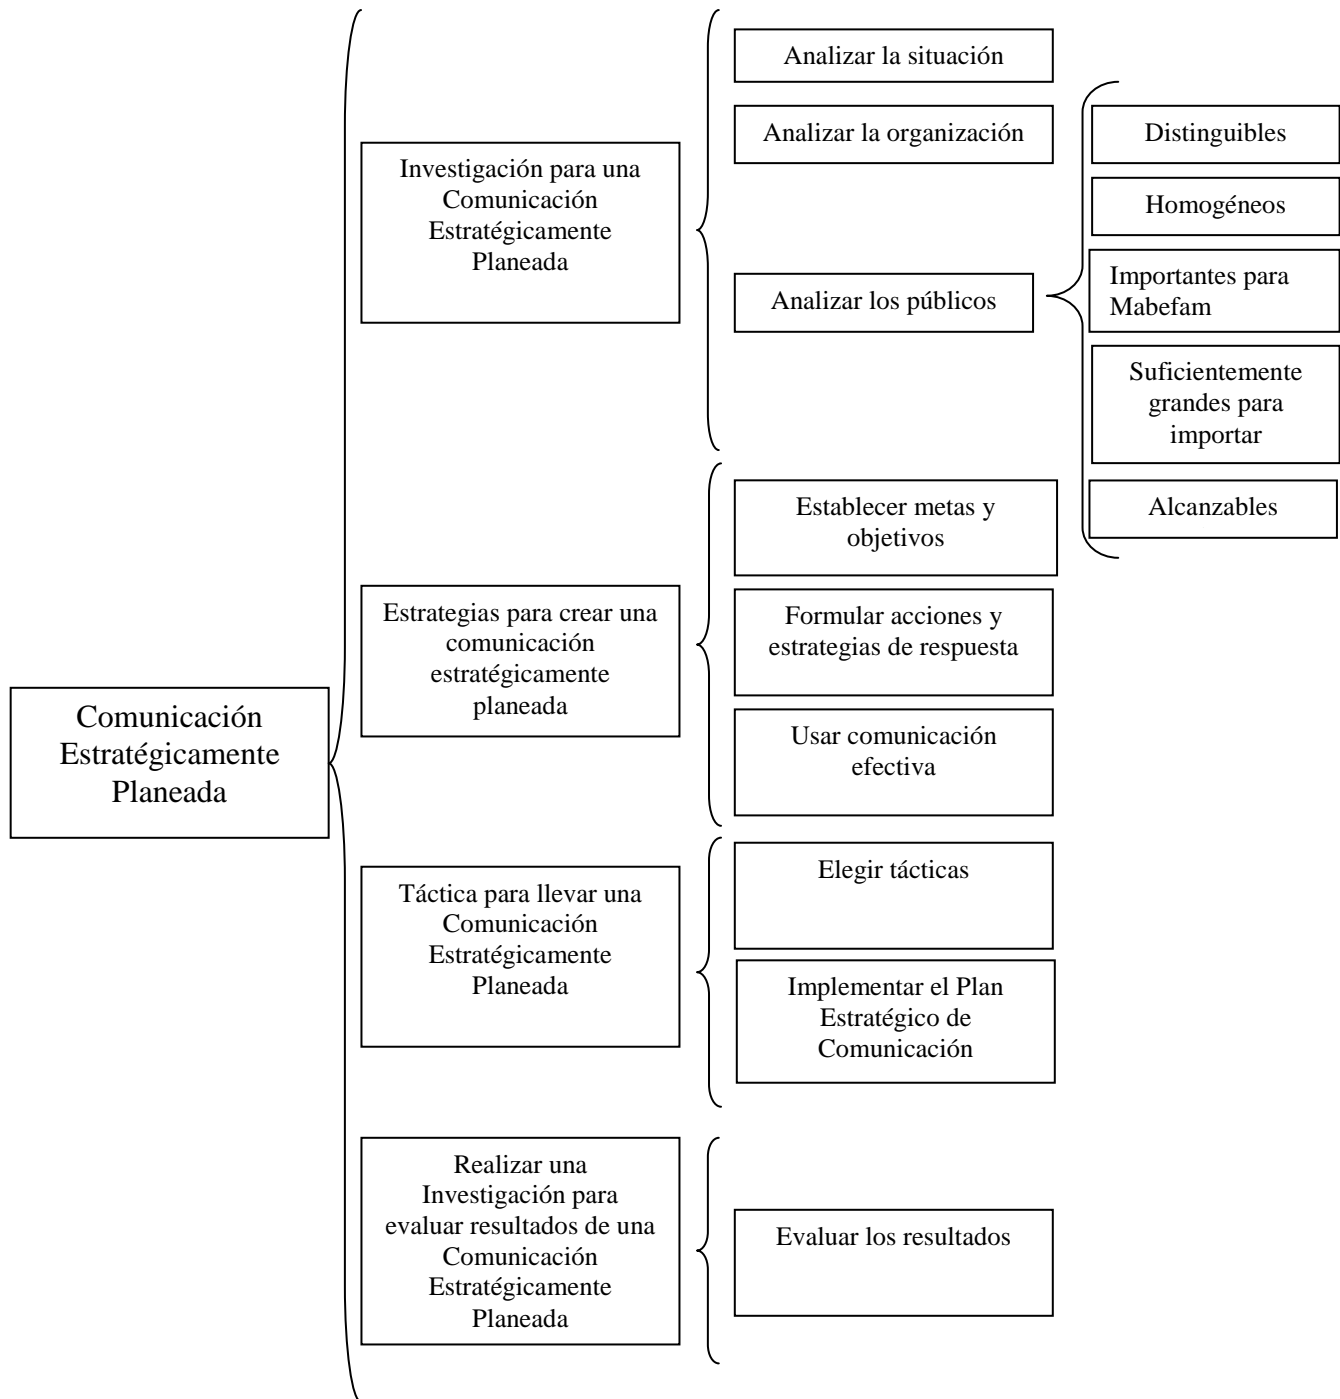 Comunicación
Estratégicamente
Planeada
Investigación para una
Comunicación
Estratégicamente
Planeada
Analizar la situación
Analizar la organización
Analizar los públicos
Distinguibles
Homogéneos
Importantes para
Mabefam
Suficientemente
grandes para
importar
Alcanzables
Estrategias para crear una
comunicación
estratégicamente
planeada
Establecer metas y
objetivos
Formular acciones y
estrategias de respuesta
Usar comunicación
efectiva
Táctica para llevar una
Comunicación
Estratégicamente
Planeada
Elegir tácticas
Implementar el Plan
Estratégico de
Comunicación
Realizar una
Investigación para
evaluar resultados de una
Comunicación
Estratégicamente
Planeada
Evaluar los resultados